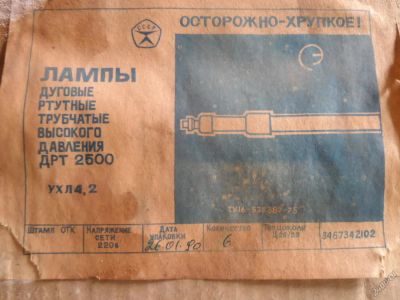 СССР
ОСТОРОЖНО-ХРУПКОЕ!
ЛАМПЫ
ДУГОВЫЕ
РТУТНЫЕ
ТРУБЧАТЫЕ
ВЫСОКОГО
ДАВЛЕНИЯ
ДРТ 2500
УХЛ4,2
ШТАМП ОТК
НАПРЯЖЕНИЕ
СЕТИ
220В
ДАТА
УПАКОВКИ
26.01.90
КОЛИЧЕСТВО
6
3467342102